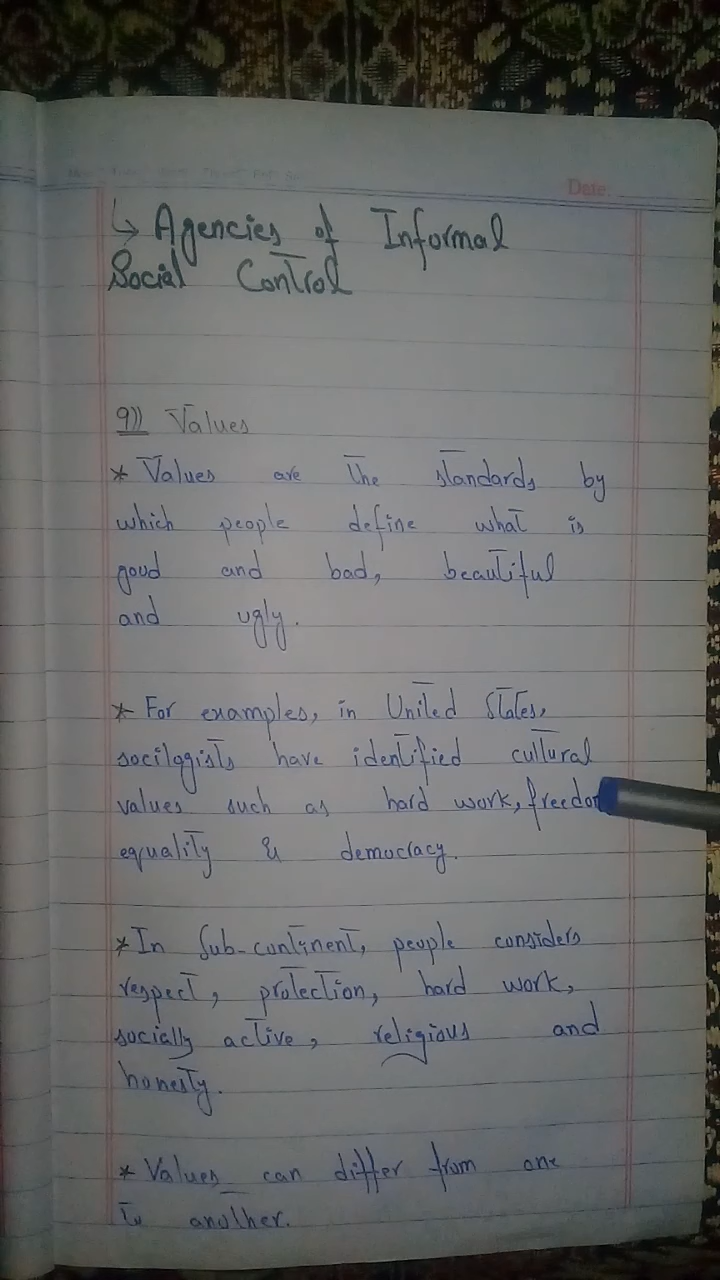 Date:
↳ Agencies of Informal
Social Control
9)) Values
* Values are the standards by
which people define what is
good and bad, beautiful
and ugly.
* For examples, in United States,
socilogists have identified cultural
values such as hard work, freedo
equality & democracy.
* In Sub-continent, people considers
respect, protection, hard work,
socially active, religious and
honesty.
* Values can differ from one
to another.